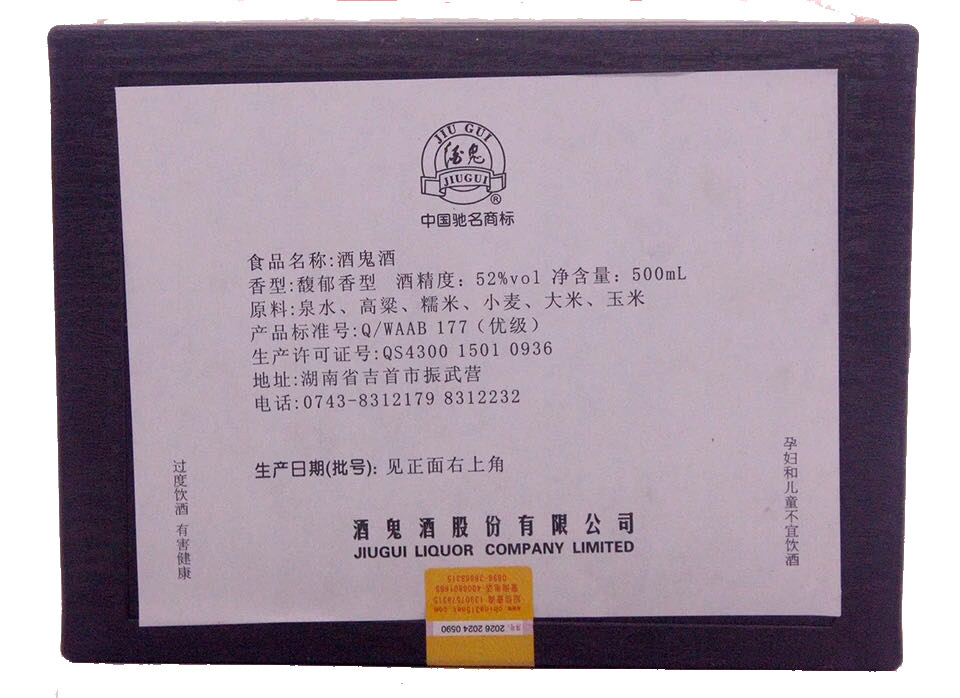 JIU GUI
酒鬼
JIUGUI
®
中国驰名商标
食品名称:酒鬼酒
香型:馥郁香型 酒精度: 52%vol 净含量: 500mL
原料:泉水、高粱、糯米、小麦、大米、玉米
产品标准号:Q/WAAB 177（优级）
生产许可证号:QS4300 1501 0936
地址:湖南省吉首市振武营
电话:0743-8312179 8312232
生产日期(批号): 见正面右上角
过度饮酒 有害健康
孕妇和儿童不宜饮酒
酒鬼酒股份有限公司
JIUGUI LIQUOR COMPANY LIMITED
2026 2024 0590
www.china315net.com